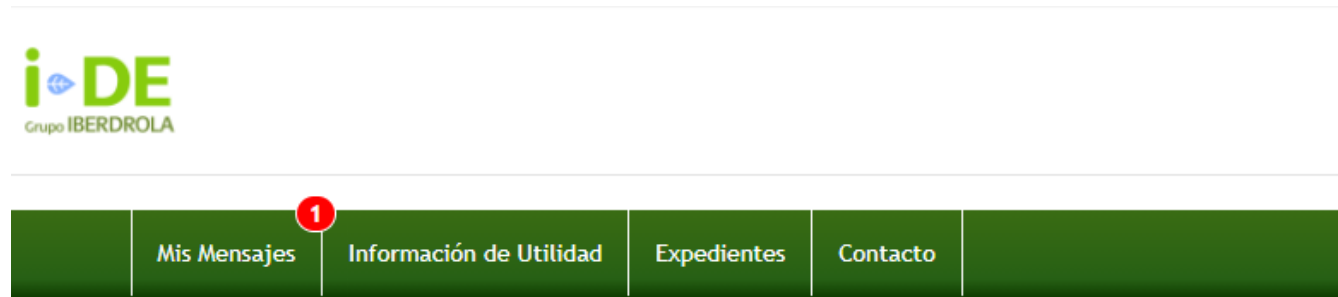 i-DE
Grupo IBERDROLA
1
Mis Mensajes Información de Utilidad Expedientes Contacto